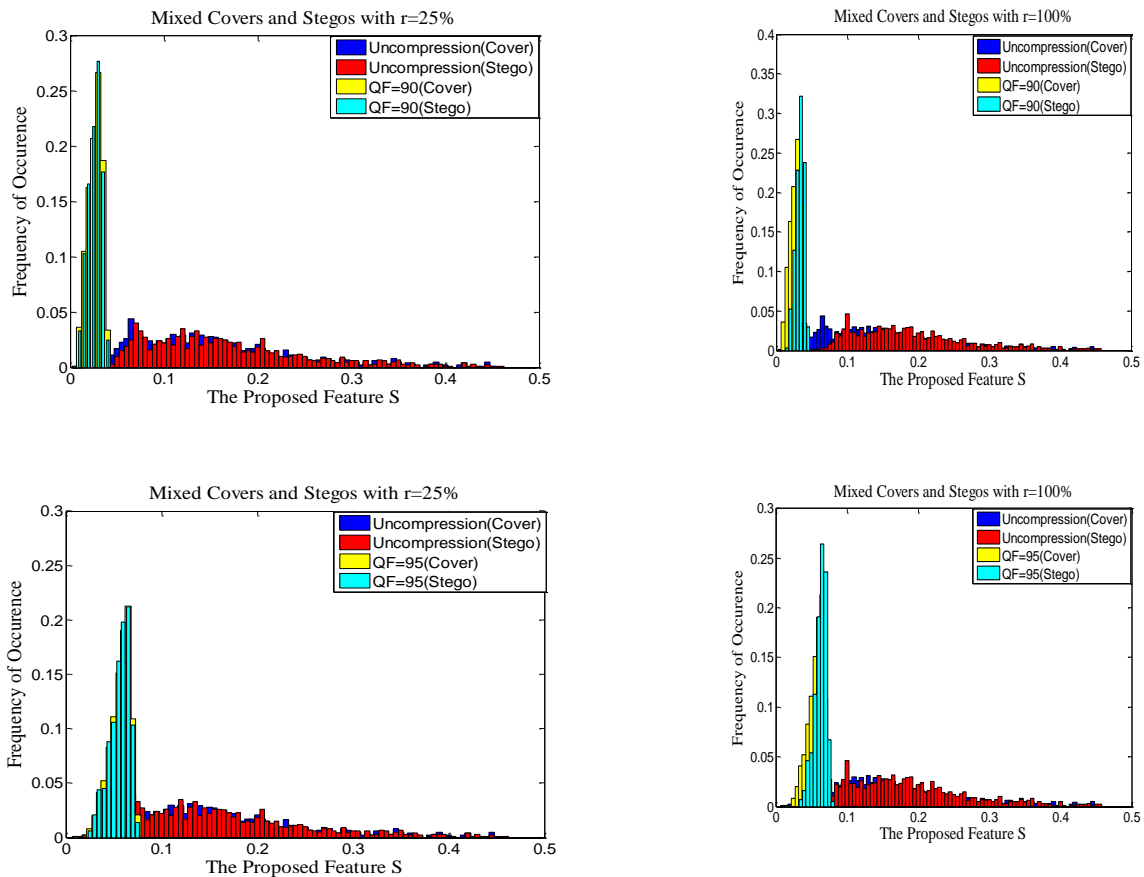 Mixed Covers and Stegos with r=25%
0.3
0.25
0.2
0.15
0.1
0.05
0
Frequency of Occurence
Uncompression(Cover)
Uncompression(Stego)
QF=90(Cover)
QF=90(Stego)
0 0.1 0.2 0.3 0.4 0.5
The Proposed Feature S
Mixed Covers and Stegos with r=100%
0.4
0.35
0.3
0.25
0.2
0.15
0.1
0.05
0
Frequency of Occurence
Uncompression(Cover)
Uncompression(Stego)
QF=90(Cover)
QF=90(Stego)
0 0.1 0.2 0.3 0.4 0.5
The Proposed Feature S
Mixed Covers and Stegos with r=25%
0.3
0.25
0.2
0.15
0.1
0.05
0
Frequency of Occurence
Uncompression(Cover)
Uncompression(Stego)
QF=95(Cover)
QF=95(Stego)
0 0.1 0.2 0.3 0.4 0.5
The Proposed Feature S
Mixed Covers and Stegos with r=100%
0.3
0.25
0.2
0.15
0.1
0.05
0
Frequency of Occurence
Uncompression(Cover)
Uncompression(Stego)
QF=95(Cover)
QF=95(Stego)
0 0.1 0.2 0.3 0.4 0.5
The Proposed Feature S